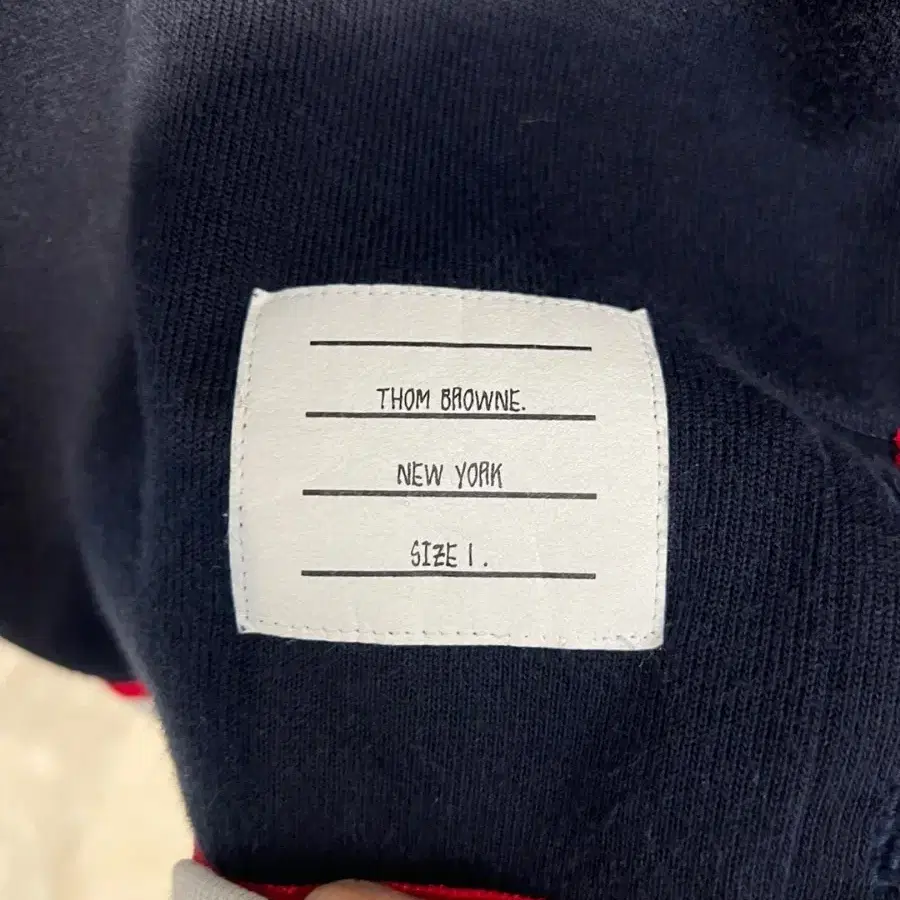 THOM BROWNE.
NEW YORK
SIZE 1.